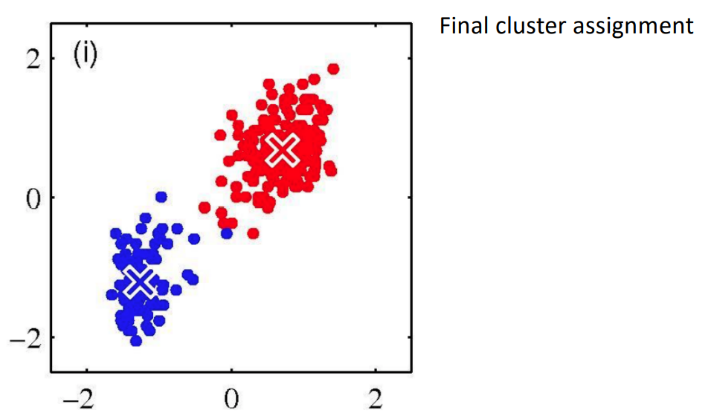 Final cluster assignment
(i)
2
0
−2
−2 0 2